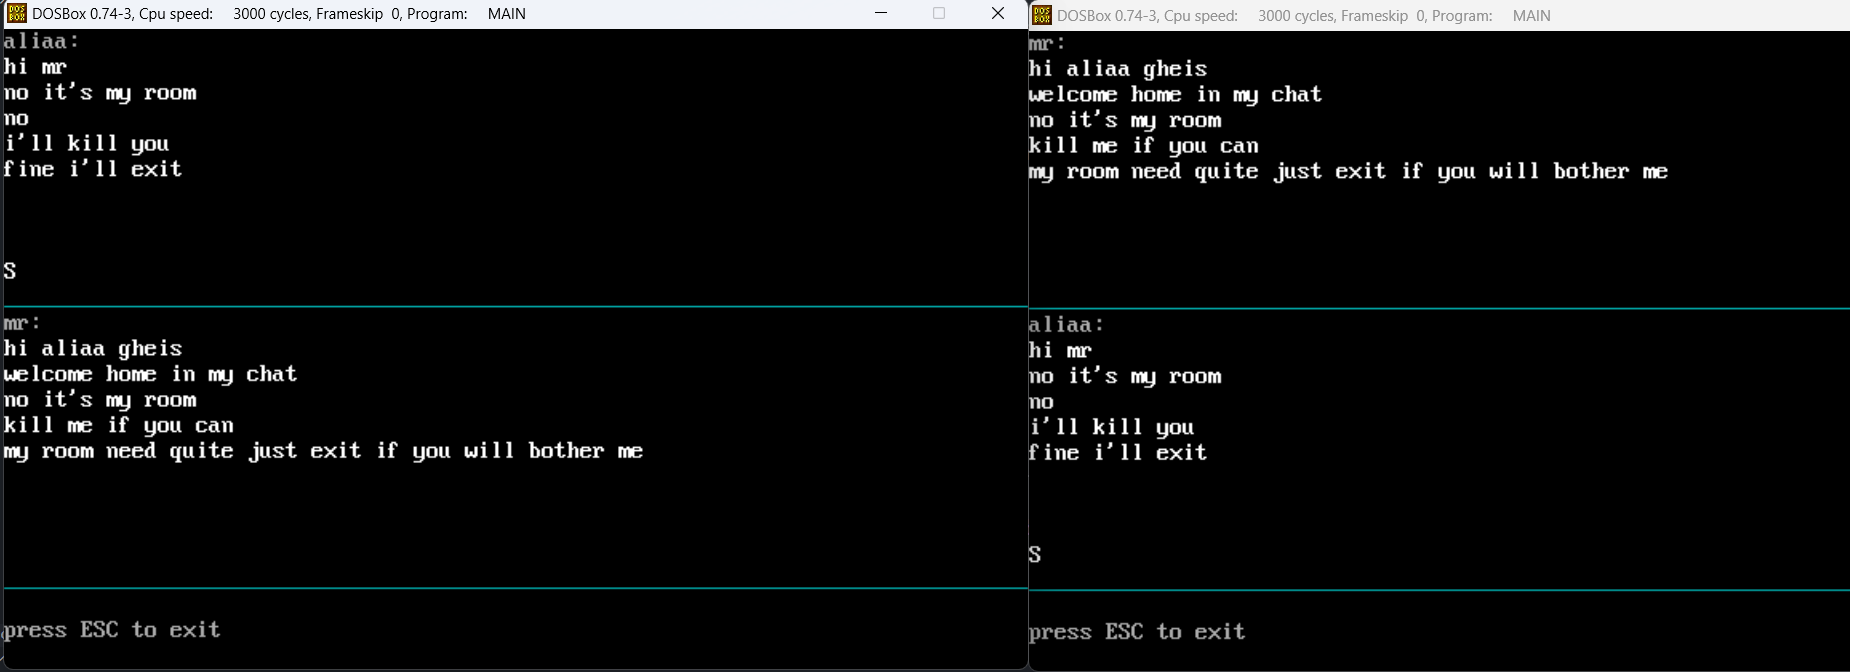 DOSBox 0.74-3, Cpu speed: 3000 cycles, Frameskip 0, Program: MAIN
aliaa:
hi mr
no it's my room
no
i'll kill you
fine i'll exit
S
mr:
hi aliaa gheis
welcome home in my chat
no it's my room
kill me if you can
my room need quite just exit if you will bother me
press ESC to exit
DOSBox 0.74-3, Cpu speed: 3000 cycles, Frameskip 0, Program: MAIN
mr:
hi aliaa gheis
welcome home in my chat
no it's my room
kill me if you can
my room need quite just exit if you will bother me
aliaa:
hi mr
no it's my room
no
i'll kill you
fine i'll exit
S
press ESC to exit